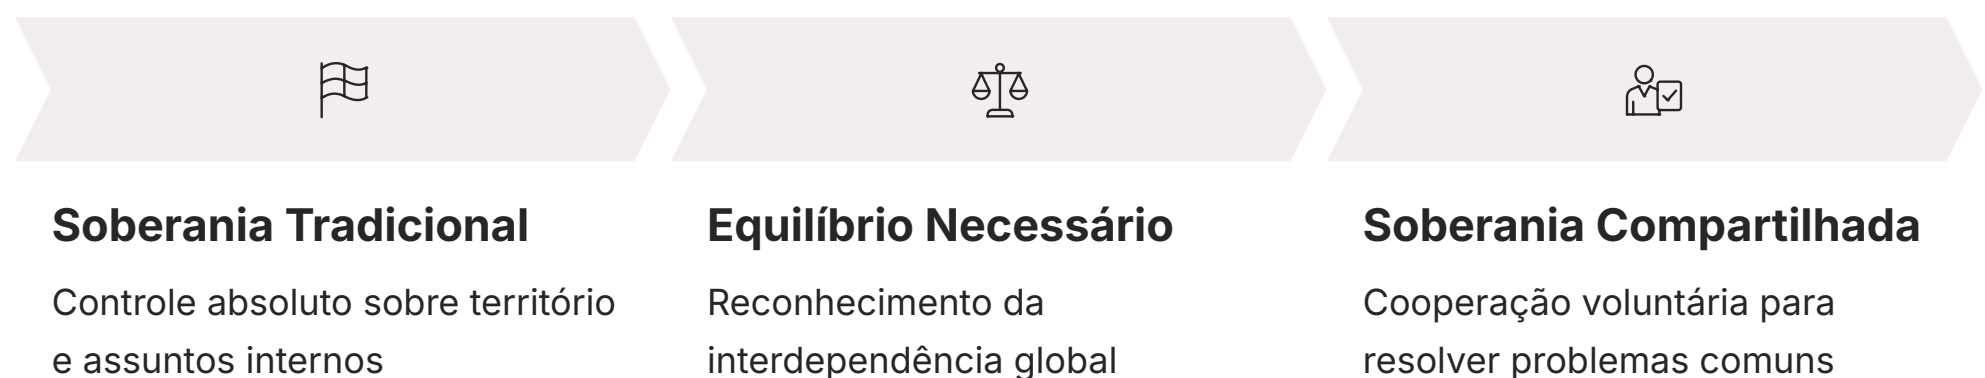 Soberania Tradicional
Controle absoluto sobre território
e assuntos internos
Equilíbrio Necessário
Reconhecimento da
interdependência global
Soberania Compartilhada
Cooperação voluntária para
resolver problemas comuns